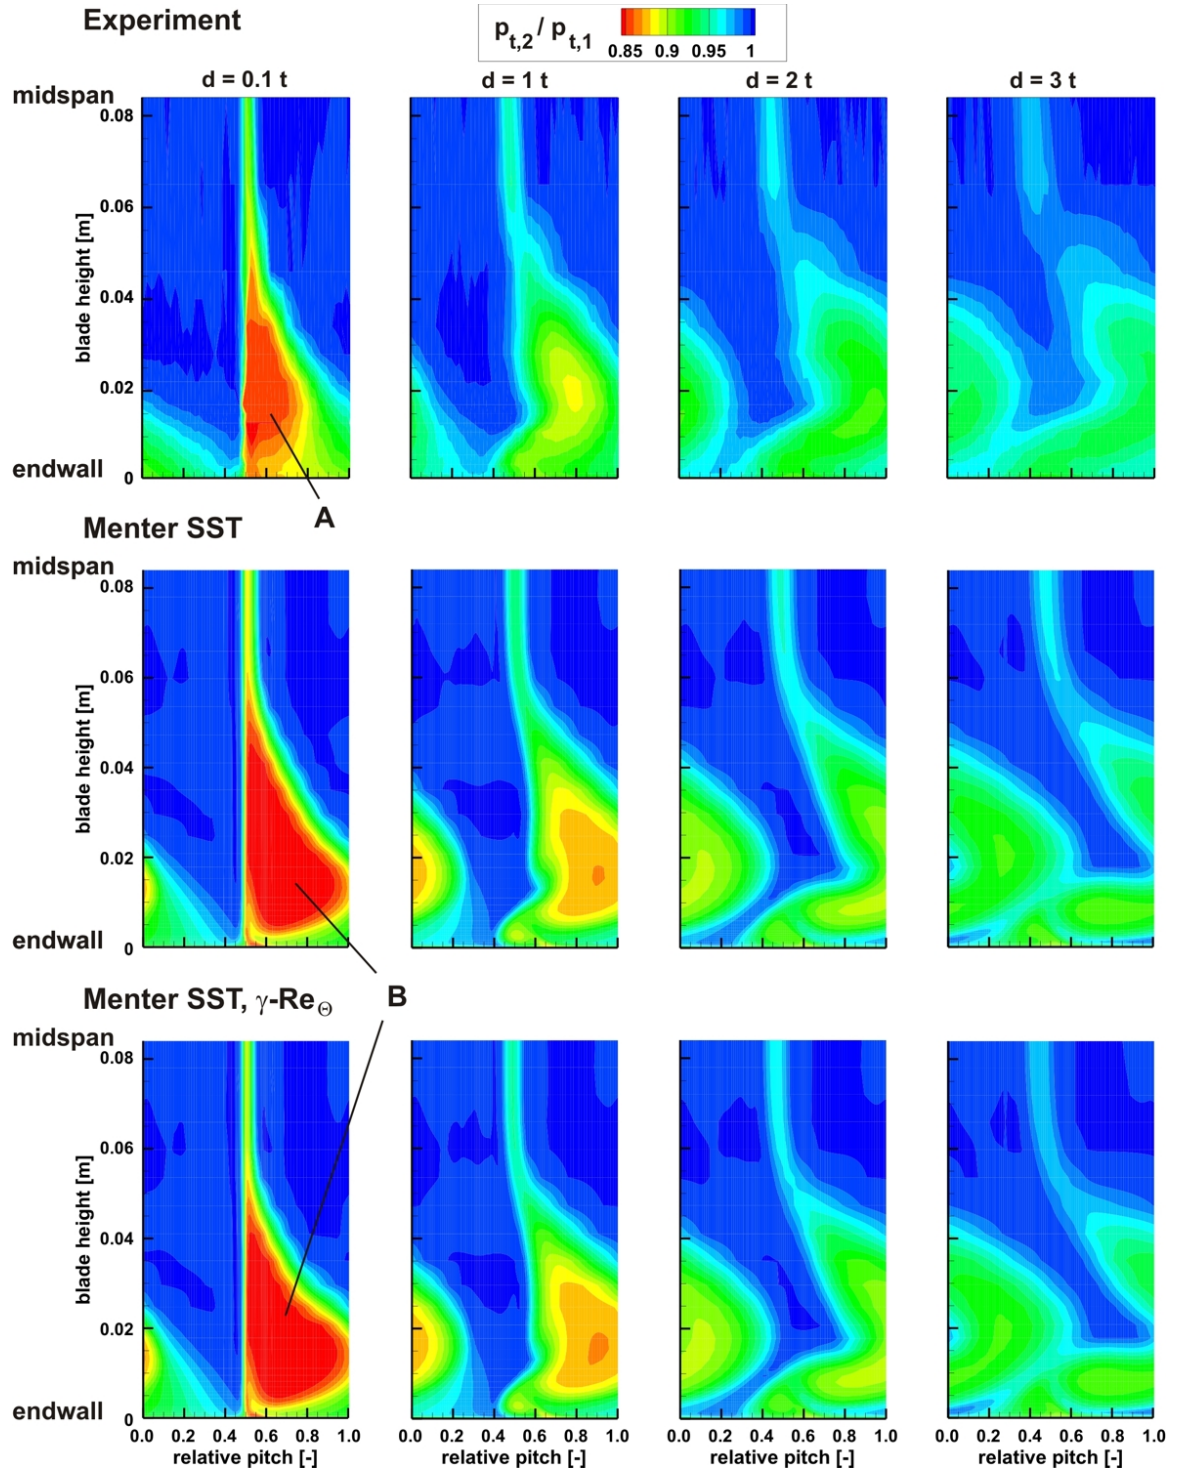 Experiment
p t,2 / p t,1
0.85 0.9 0.95 1
d = 0.1 t d = 1 t d = 2 t d = 3 t
midspan
0.08
0.06
0.04
0.02
0
blade height [m]
endwall
A
Menter SST
midspan
0.08
0.06
0.04
0.02
0
blade height [m]
endwall
B
Menter SST, γ-Re Θ
midspan
0.08
0.06
0.04
0.02
0
blade height [m]
endwall
0.0 0.2 0.4 0.6 0.8 1.0 0.0 0.2 0.4 0.6 0.8 1.0 0.0 0.2 0.4 0.6 0.8 1.0 0.0 0.2 0.4 0.6 0.8 1.0
relative pitch [-] relative pitch [-] relative pitch [-] relative pitch [-]